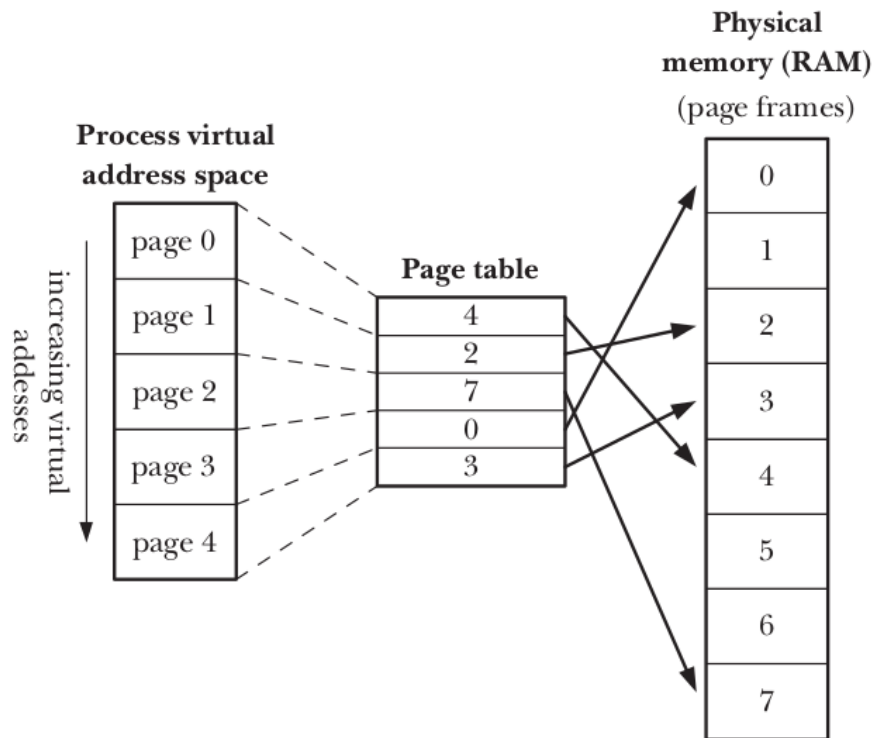 Physical
memory (RAM)
(page frames)
Process virtual
address space
increasing virtual
addesses
page 0
page 1
page 2
page 3
page 4
Page table
4
2
7
0
3
0
1
2
3
4
5
6
7